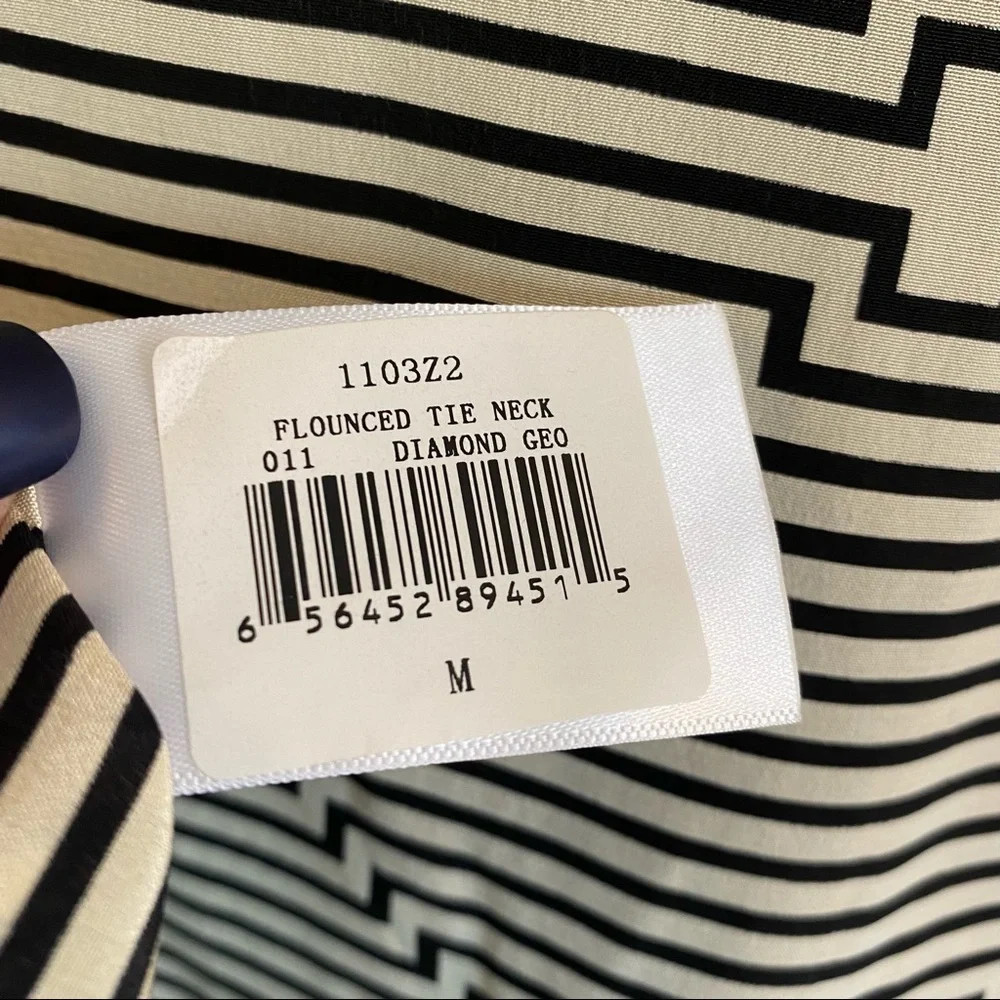 1103Z2
FLOUNCED TIE NECK
011 DIAMOND GEO
6 56452 89451 5
M